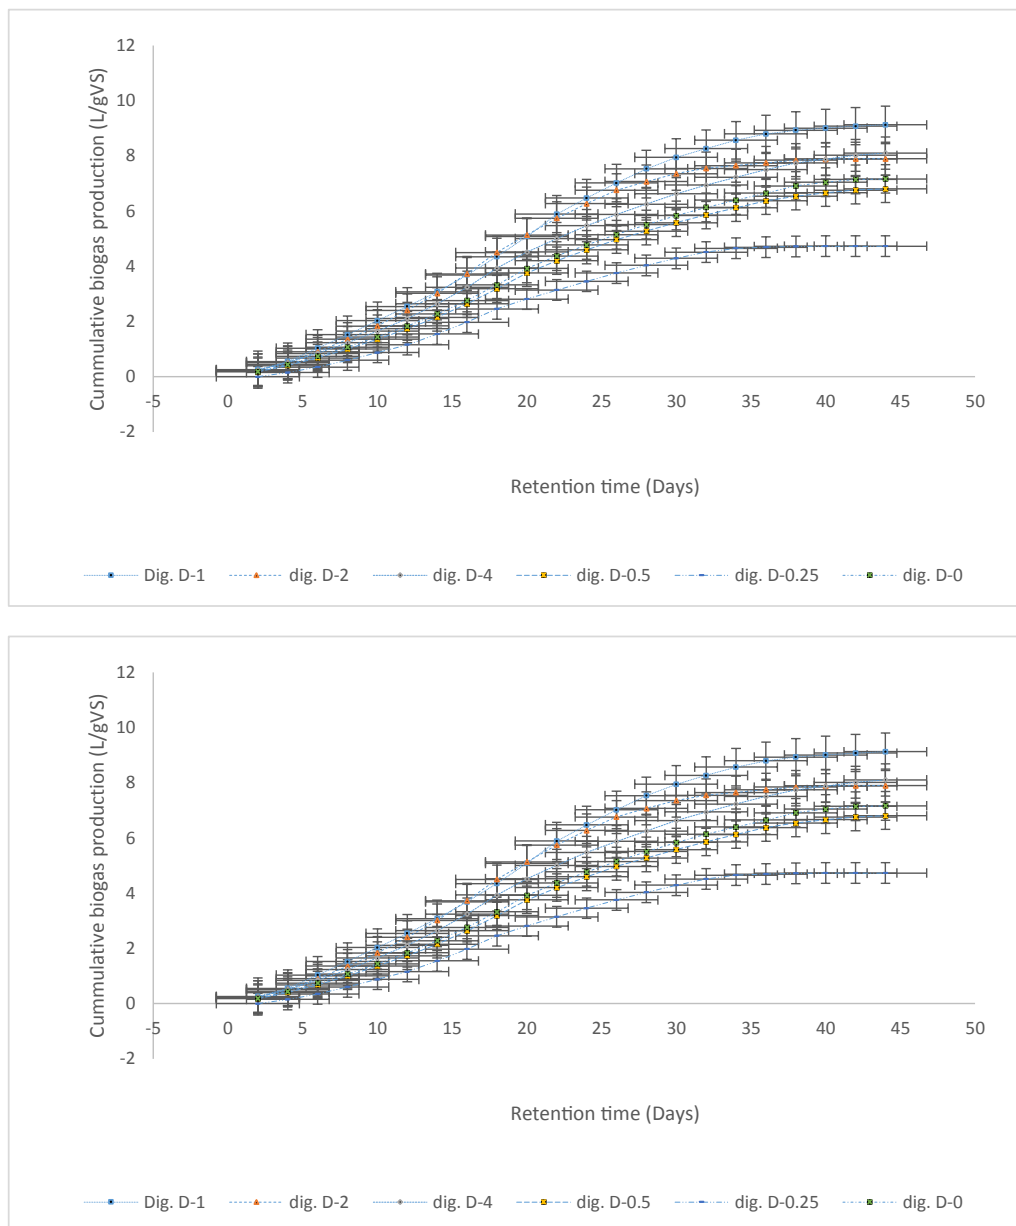 12
10
8
6
4
2
0
-2
-5 0 5 10 15 20 25 30 35 40 45 50
Cummulative biogas production (L/gVS)
Retention time (Days)
Dig. D-1 dig. D-2 dig. D-4 dig. D-0.5 dig. D-0.25 dig. D-0
12
10
8
6
4
2
0
-2
-5 0 5 10 15 20 25 30 35 40 45 50
Cummulative biogas production (L/gVS)
Retention time (Days)
Dig. D-1 dig. D-2 dig. D-4 dig. D-0.5 dig. D-0.25 dig. D-0